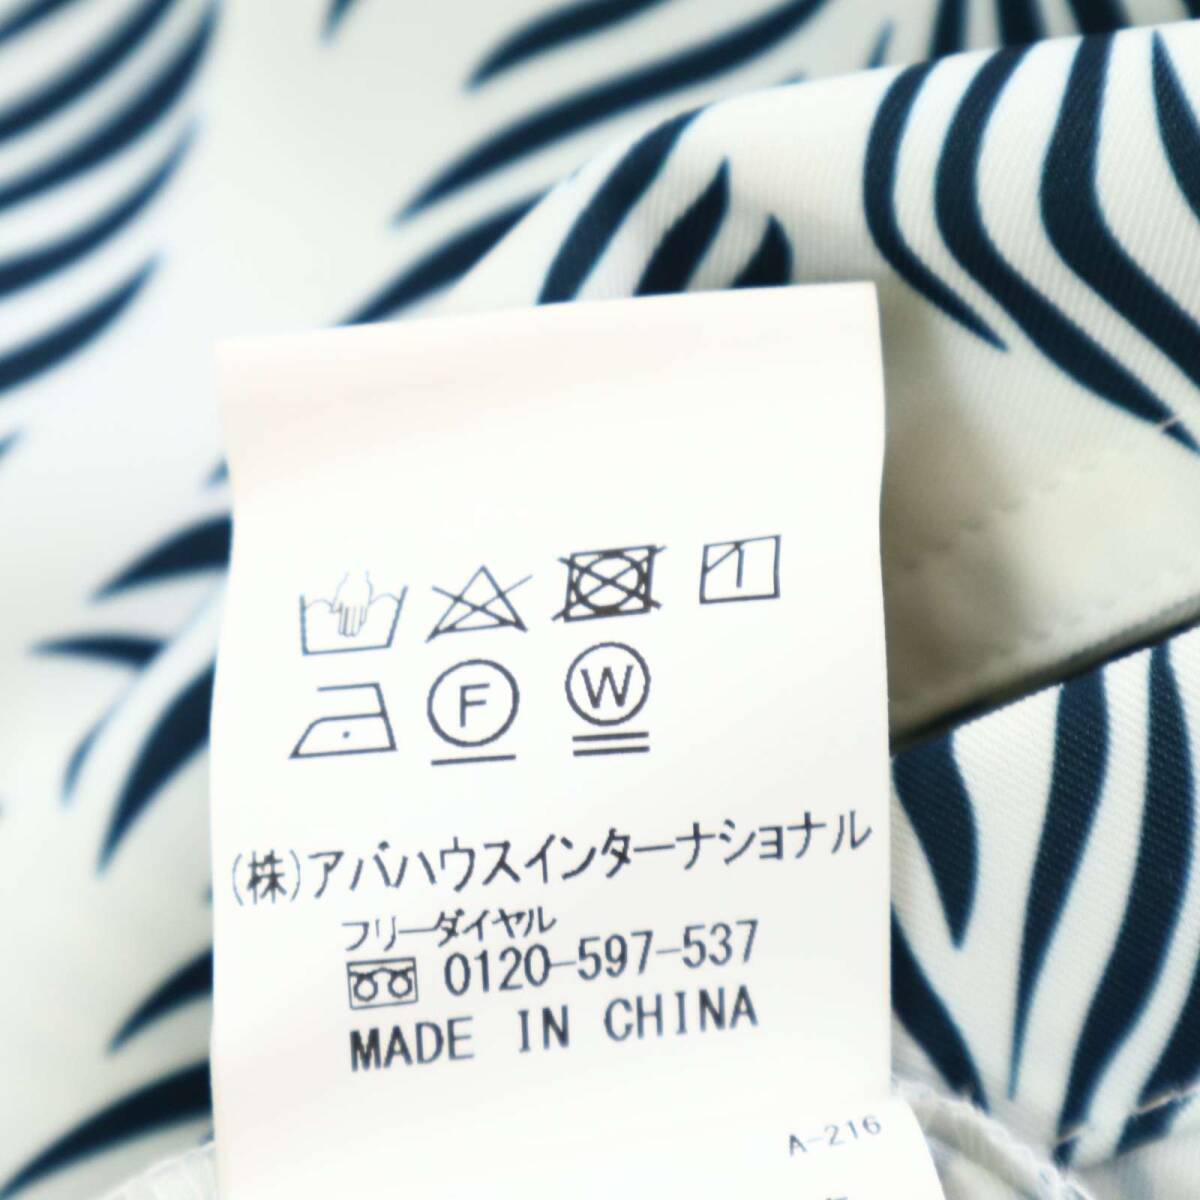 F W
(株)アバハウスインターナショナル
フリーダイヤル
0120-597-537
MADE IN CHINA
A-216